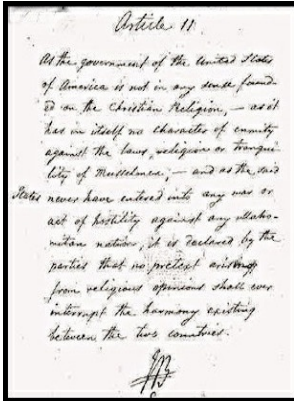 Article 11.
As the government of the United States
of America is not in any sense found-
ed on the Christian Religion, — as it
has in itself no character of enmity
against the laws, religion or tranqui-
lity of Musselmen; — and as the said
States never have entered into any war or
act of hostility against any Maho-
mitan nation, it is declared by the
parties that no pretext arising
from religious opinions shall ever
interrupt the harmony existing
between the two countries.